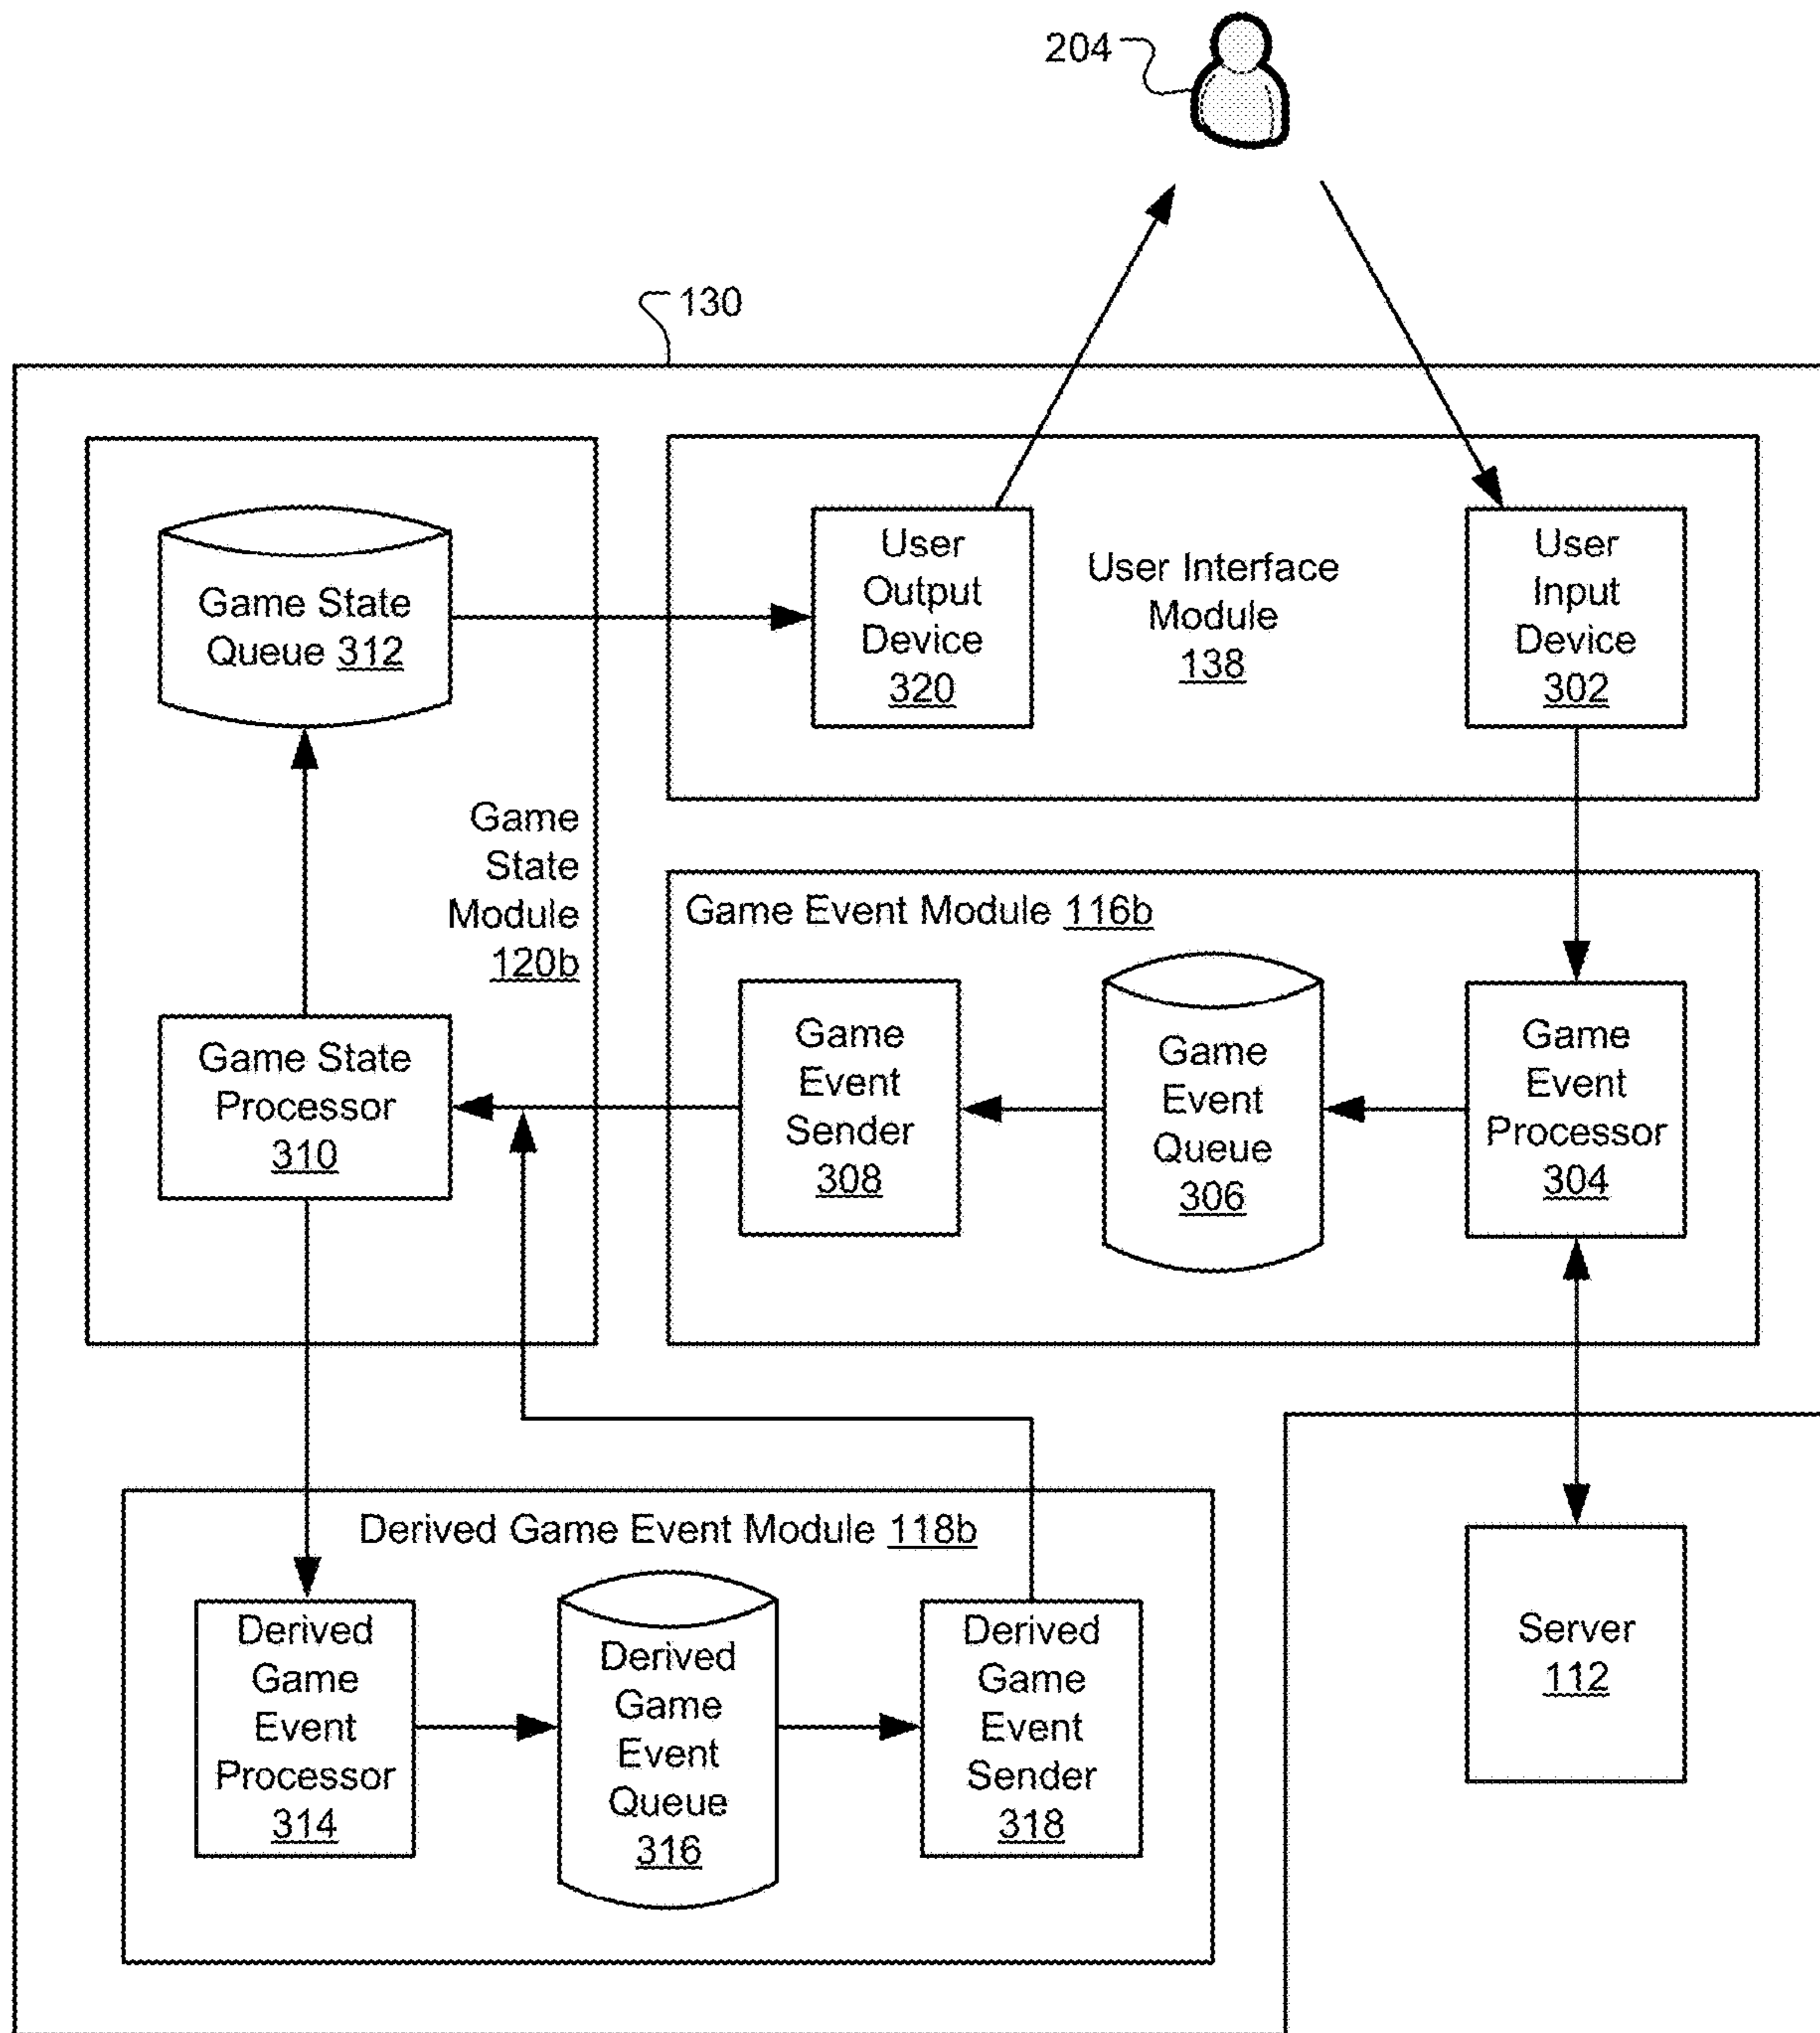 204
130
Game State
Queue 312
User
Output
Device
320
User Interface
Module
138
User
Input
Device
302
Game
State
Module
120b
Game Event Module 116b
Game State
Processor
310
Game
Event
Sender
308
Game
Event
Queue
306
Game
Event
Processor
304
Derived Game Event Module 118b
Derived
Game
Event
Processor
314
Derived
Game
Event
Queue
316
Derived
Game
Event
Sender
318
Server
112